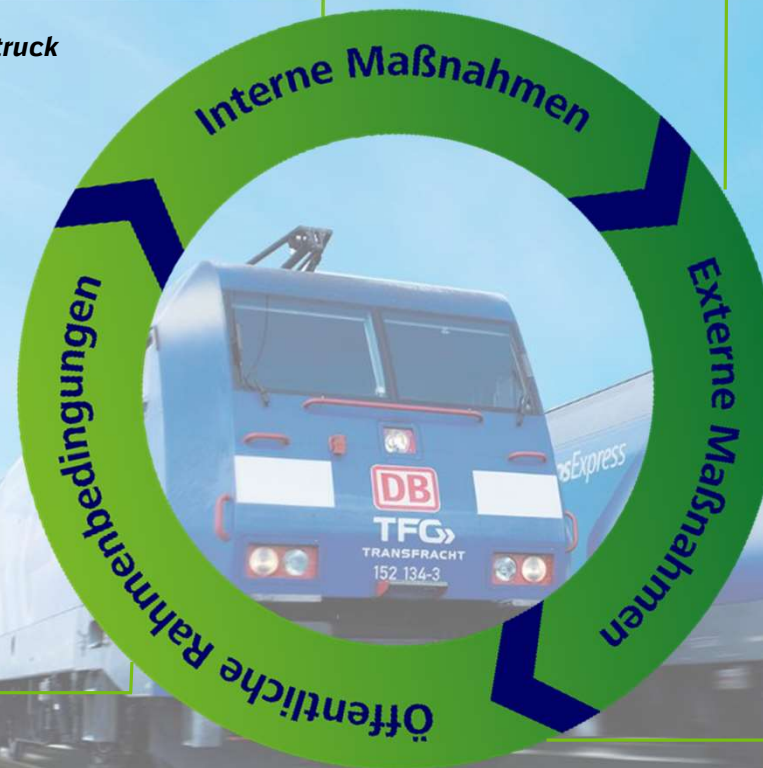 truck
Interne Maßnahmen
Externe Maßnahmen
Öffentliche Rahmenbedingungen
sExpress
DB
TFG»
TRANSFRACHT
152 134-3